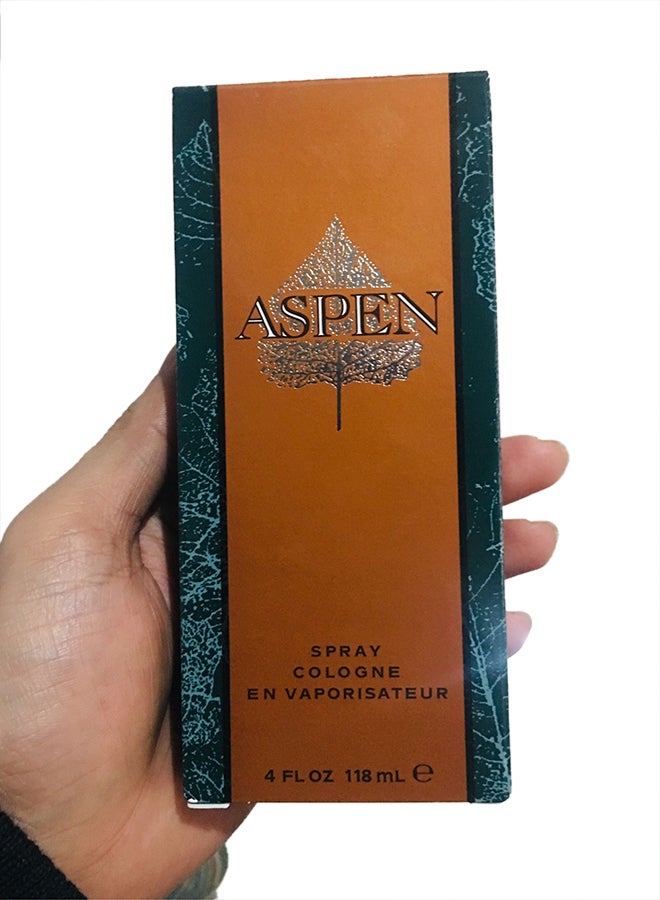 ASPEN
SPRAY
COLOGNE
EN VAPORISATEUR
4 FL OZ 118 mL ℮